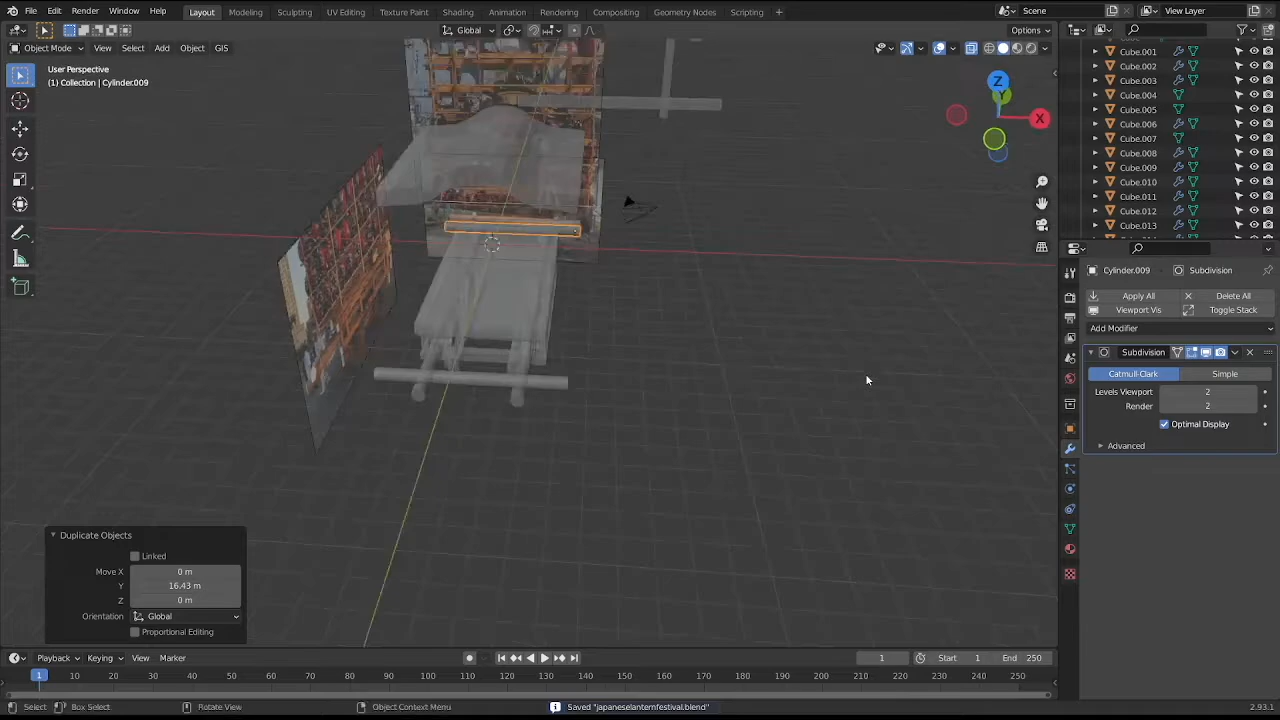 File Edit Render Window Help Layout Modeling Sculpting UV Editing Texture Paint Shading Animation Rendering Compositing Geometry Nodes Scripting + Scene View Layer
Global Options
Object Mode View Select Add Object GIS
User Perspective
(1) Collection | Cylinder.009
Z
X
Cube.001
Cube.002
Cube.003
Cube.004
Cube.005
Cube.006
Cube.007
Cube.008
Cube.009
Cube.010
Cube.011
Cube.012
Cube.013
Cylinder.009 Subdivision
Apply All Delete All
Viewport Vis Toggle Stack
Add Modifier
Subdivision
Catmull-Clark Simple
Levels Viewport 2
Render 2
Optimal Display
Advanced
Duplicate Objects
Linked
Move X 0 m
Y 16.43 m
Z 0 m
Orientation Global
Proportional Editing
Playback Keying View Marker 1 Start 1 End 250
1 10 20 30 40 50 60 70 80 90 100 110 120 130 140 150 160 170 180 190 200 210 220 230 240 250
Select Box Select Rotate View Object Context Menu Saved "japaneselanternfestival.blend" 2.93.1